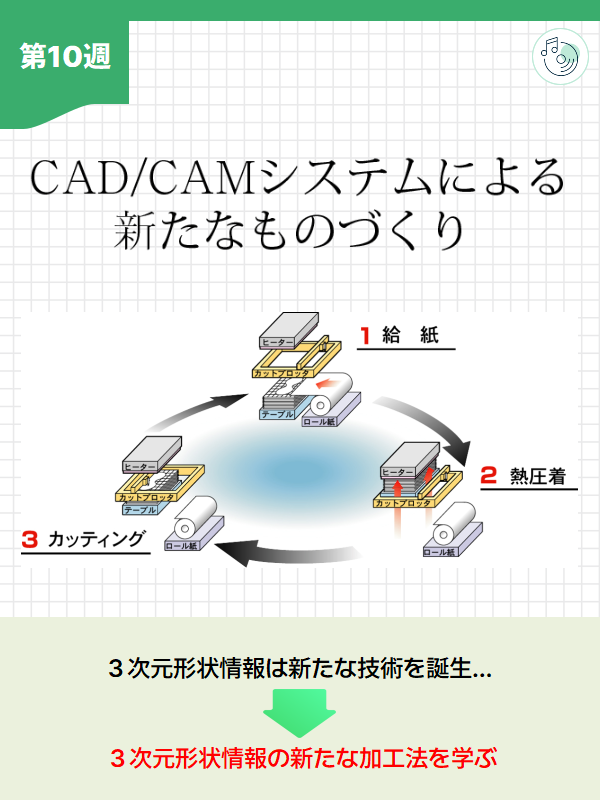 第10週
CAD/CAMシステムによる
新たなものづくり
ヒーター
カットプロッタ
テーブル
ロール紙
1 給 紙
ヒーター
カットプロッタ
ロール紙
2 熱圧着
ヒーター
カットプロッタ
テーブル
ロール紙
3 カッティング
3次元形状情報は新たな技術を誕生...
3次元形状情報の新たな加工法を学ぶ